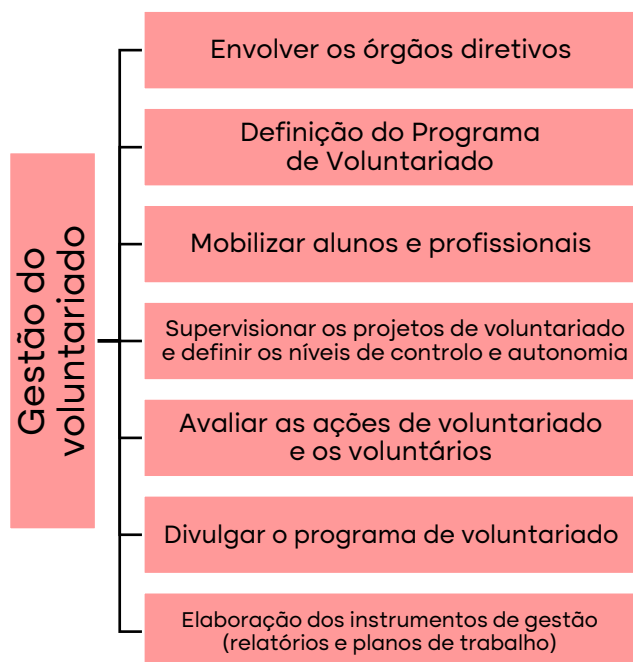 Gestão do
voluntariado
Envolver os órgãos diretivos
Definição do Programa
de Voluntariado
Mobilizar alunos e profissionais
Supervisionar os projetos de voluntariado
e definir os níveis de controlo e autonomia
Avaliar as ações de voluntariado
e os voluntários
Divulgar o programa de voluntariado
Elaboração dos instrumentos de gestão
(relatórios e planos de trabalho)